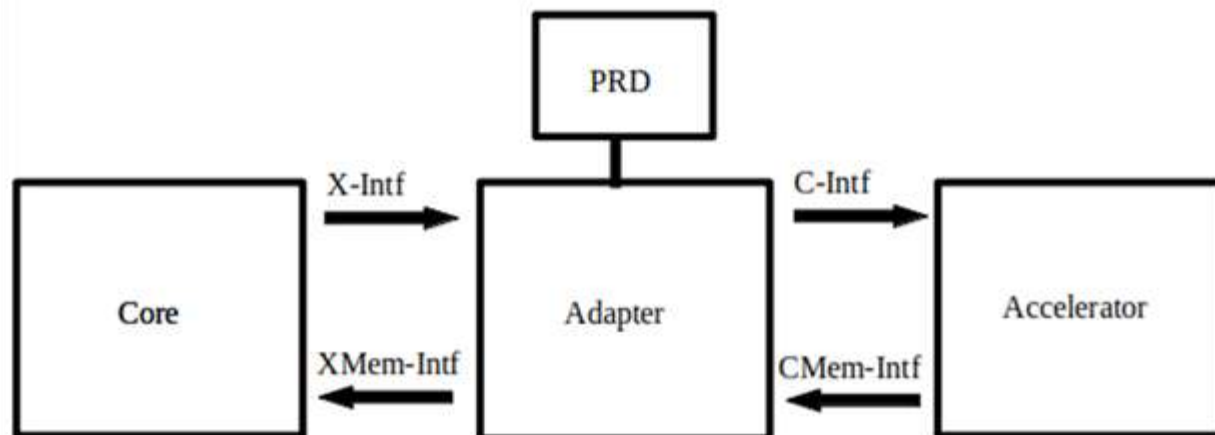 PRD
X-Intf
C-Intf
Core
Adapter
Accelerator
XMem-Intf
CMem-Intf